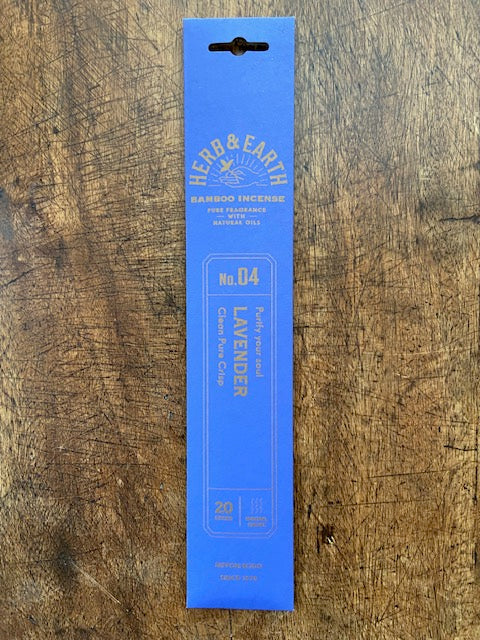 HERB & EARTH
BAMBOO INCENSE
PURE FRAGRANCE
WITH
NATURAL OILS
No.04
Purify your soul
LAVENDER
Clean Pure Crisp
20